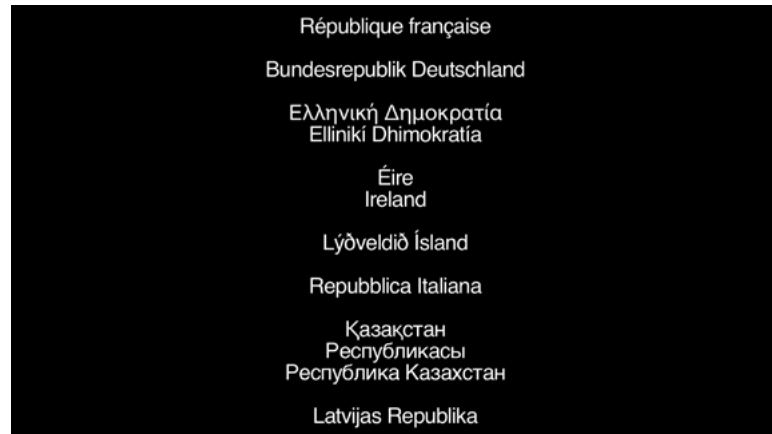 République française
Bundesrepublik Deutschland
Ελληνική Δημοκρατία
Elliniκí Dhimokratía
Éire
Ireland
Lýðveldið Ísland
Repubblica Italiana
Қазақстан
Республикасы
Республика Казахстан
Latvijas Republika